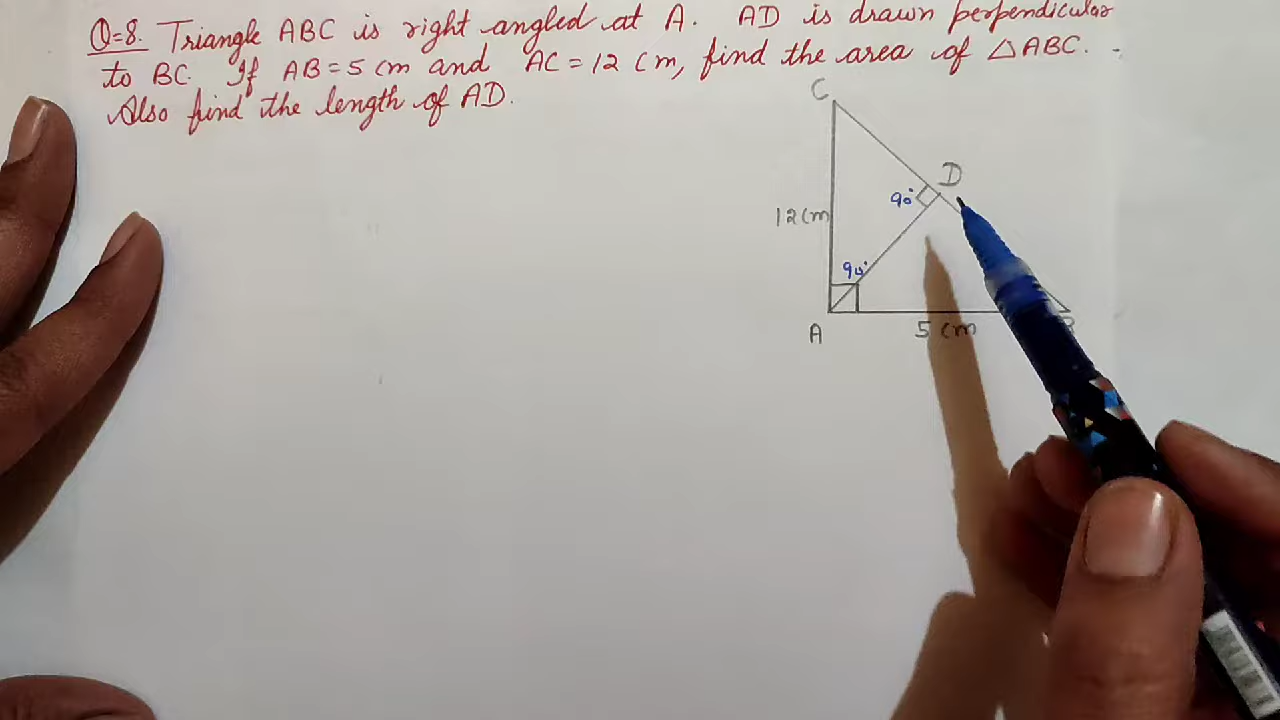 Q=8. Triangle ABC is right angled at A. AD is drawn perpendicular
to BC. If AB = 5 cm and AC = 12 cm, find the area of △ABC.
Also find the length of AD.
C
D
90°
12 cm
90°
A
5 cm
B